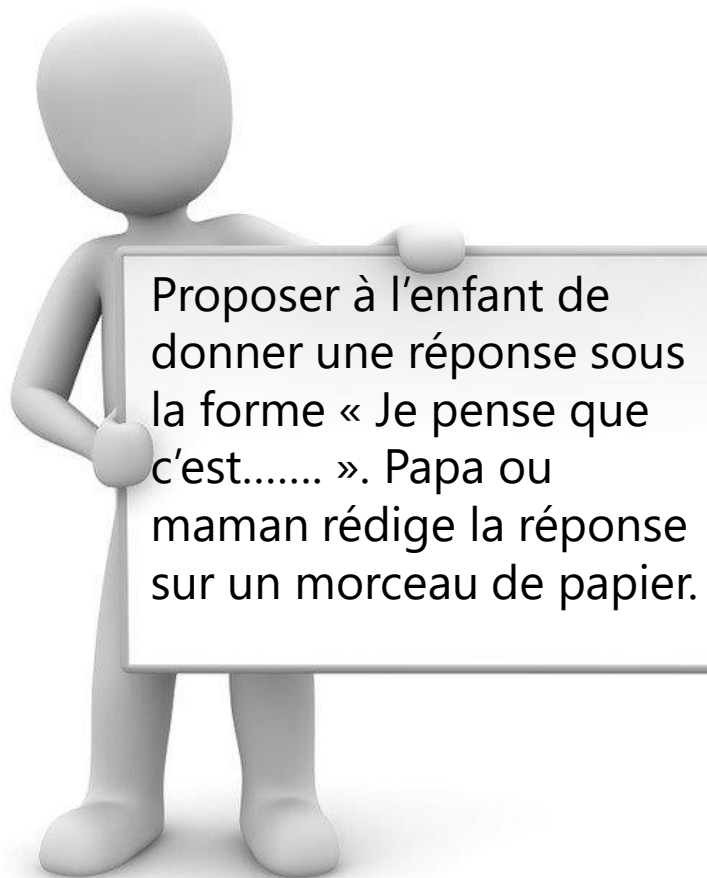 Proposer à l’enfant de
donner une réponse sous
la forme « Je pense que
c’est....... ». Papa ou
maman rédige la réponse
sur un morceau de papier.